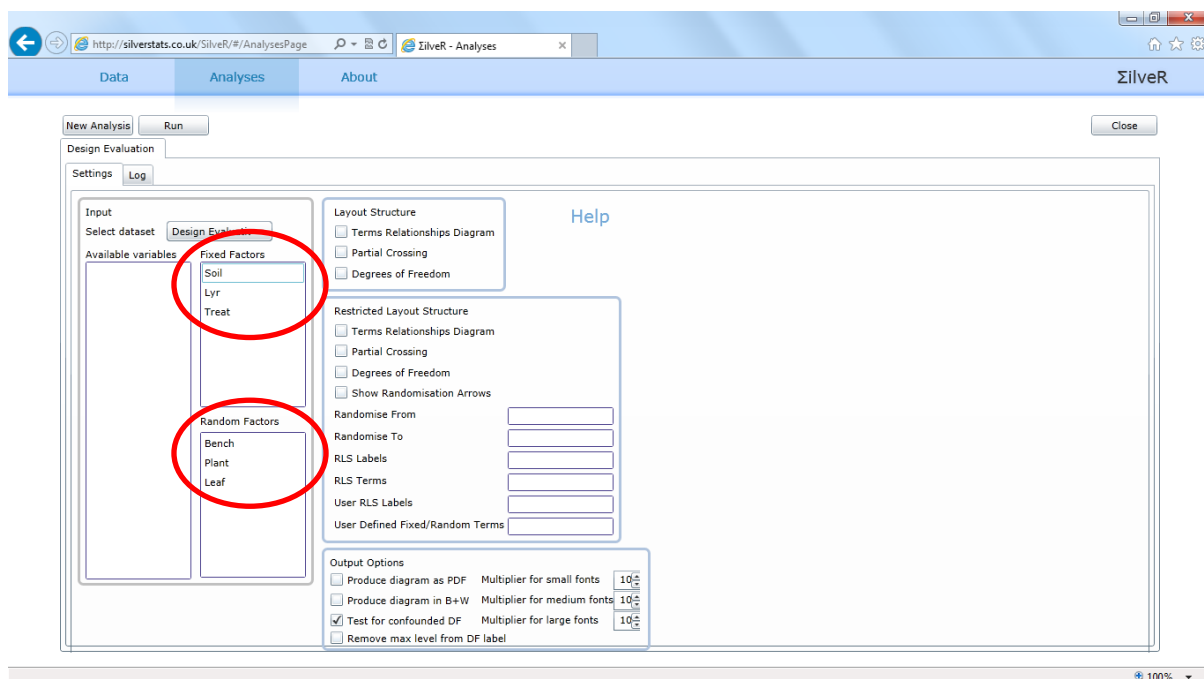 http://silverstats.co.uk/SilveR/#/AnalysesPage
ΣilveR - Analyses
Data
Analyses
About
ΣilveR
New Analysis
Run
Close
Design Evaluation
Settings
Log
Input
Select dataset
Design
Available variables
Fixed Factors
Soil
Lyr
Treat
Random Factors
Bench
Plant
Leaf
Layout Structure
Terms Relationships Diagram
Partial Crossing
Degrees of Freedom
Help
Restricted Layout Structure
Terms Relationships Diagram
Partial Crossing
Degrees of Freedom
Show Randomisation Arrows
Randomise From
Randomise To
RLS Labels
RLS Terms
User RLS Labels
User Defined Fixed/Random Terms
Output Options
Produce diagram as PDF Multiplier for small fonts 10
Produce diagram in B+W Multiplier for medium fonts 10
Test for confounded DF Multiplier for large fonts 10
Remove max level from DF label
100%